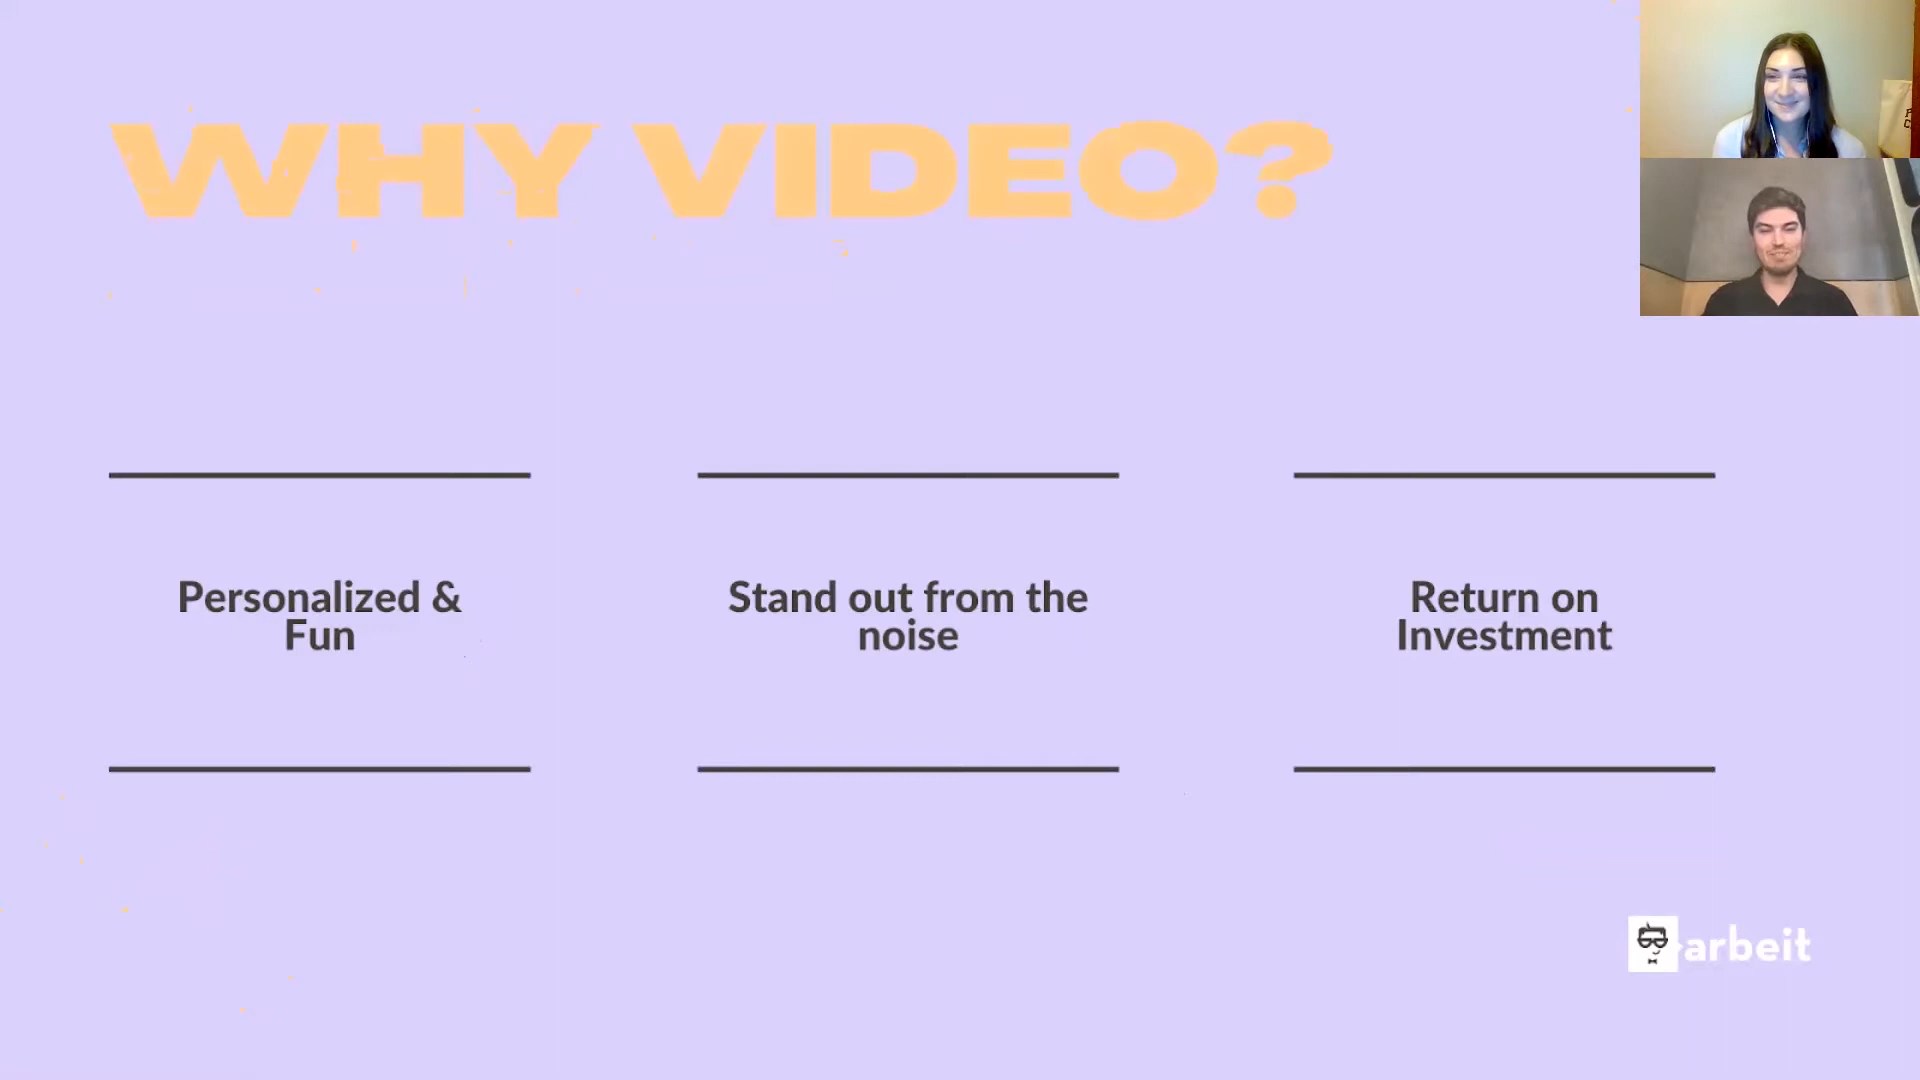 WHY VIDEO?
Personalized &
Fun
Stand out from the
noise
Return on
Investment
arbeit